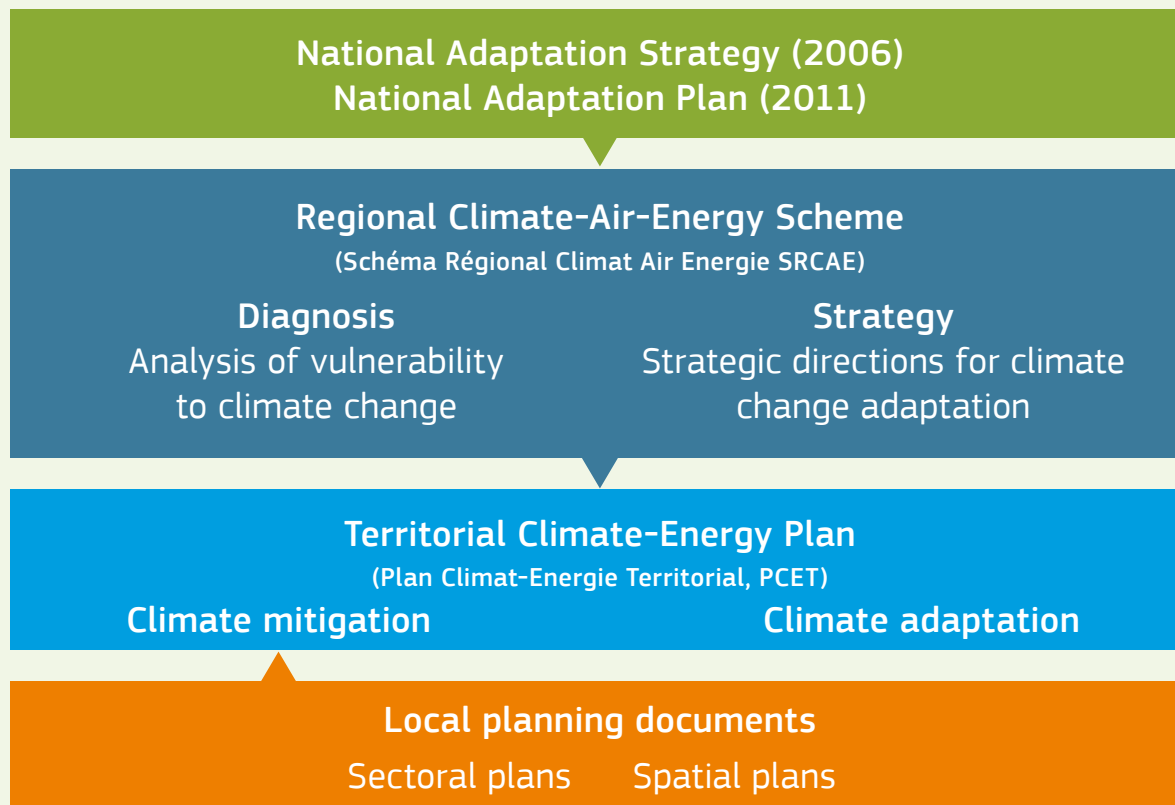 National Adaptation Strategy (2006)
National Adaptation Plan (2011)
Regional Climate-Air-Energy Scheme
(Schéma Régional Climat Air Energie SRCAE)
Diagnosis
Analysis of vulnerability
to climate change
Strategy
Strategic directions for climate
change adaptation
Territorial Climate-Energy Plan
(Plan Climat-Energie Territorial, PCET)
Climate mitigation
Climate adaptation
Local planning documents
Sectoral plans
Spatial plans